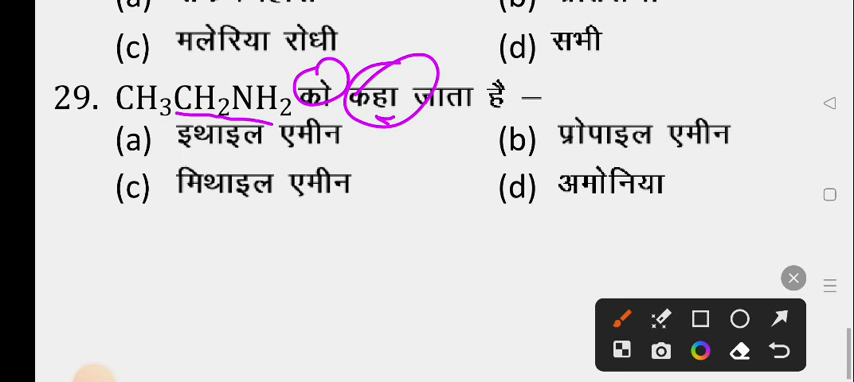 (c) मलेरिया रोधी (d) सभी
29. CH₃CH₂NH₂ को कहा जाता है –
(a) इथाइल एमीन (b) प्रोपाइल एमीन
(c) मिथाइल एमीन (d) अमोनिया